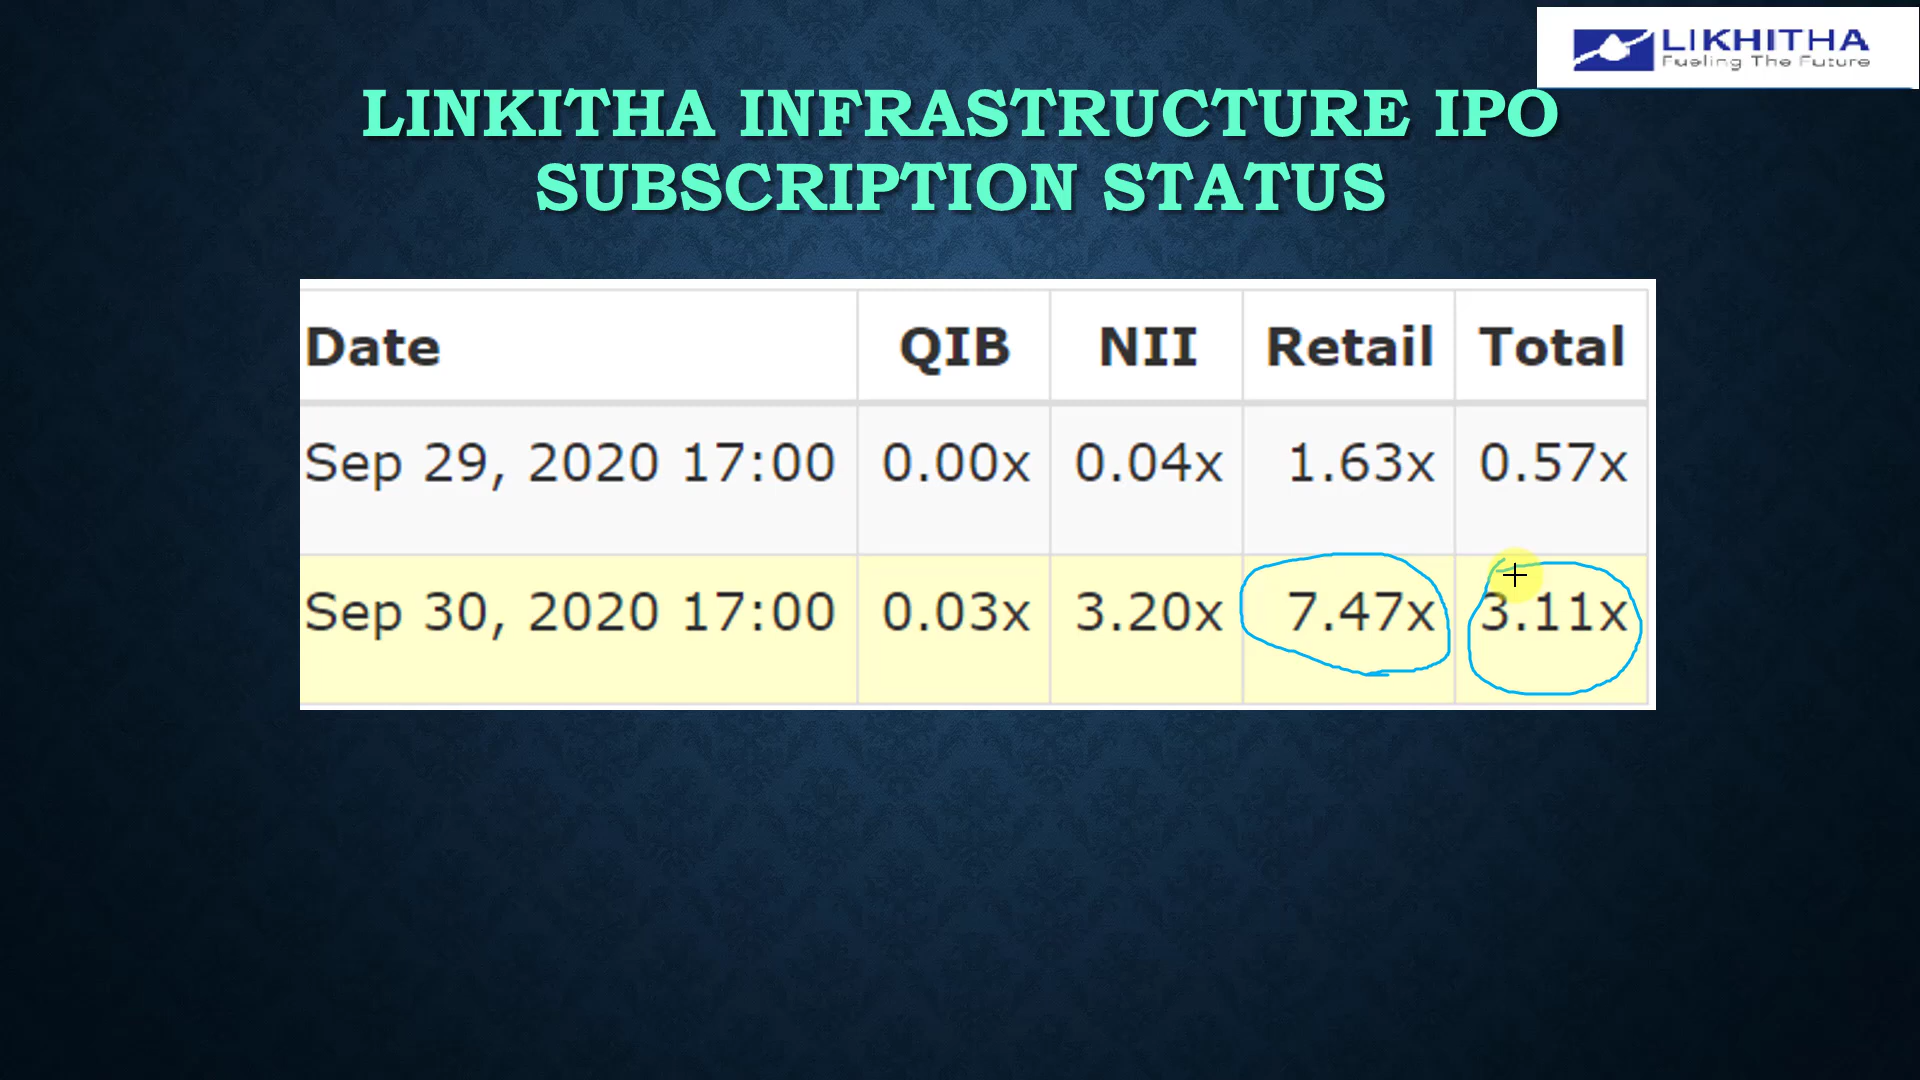 LIKHITHA
Fueling The Future
LINKITHA INFRASTRUCTURE IPO
SUBSCRIPTION STATUS
Date QIB NII Retail Total
Sep 29, 2020 17:00 0.00x 0.04x 1.63x 0.57x
Sep 30, 2020 17:00 0.03x 3.20x 7.47x 3.11x